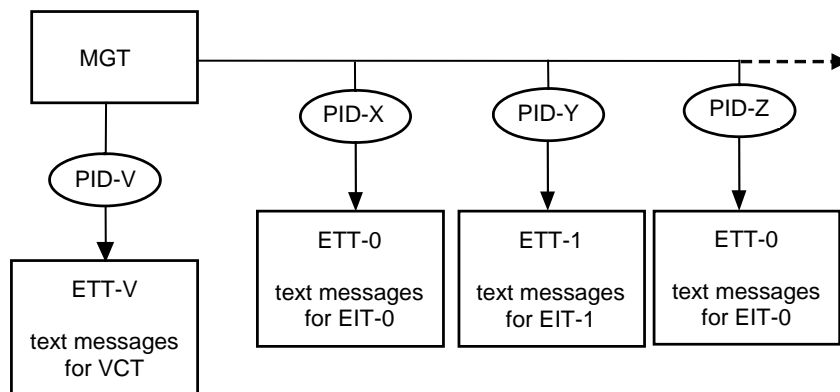 MGT
PID-X
PID-Y
PID-Z
PID-V
ETT-0
text messages
for EIT-0
ETT-1
text messages
for EIT-1
ETT-0
text messages
for EIT-0
ETT-V
text messages
for VCT